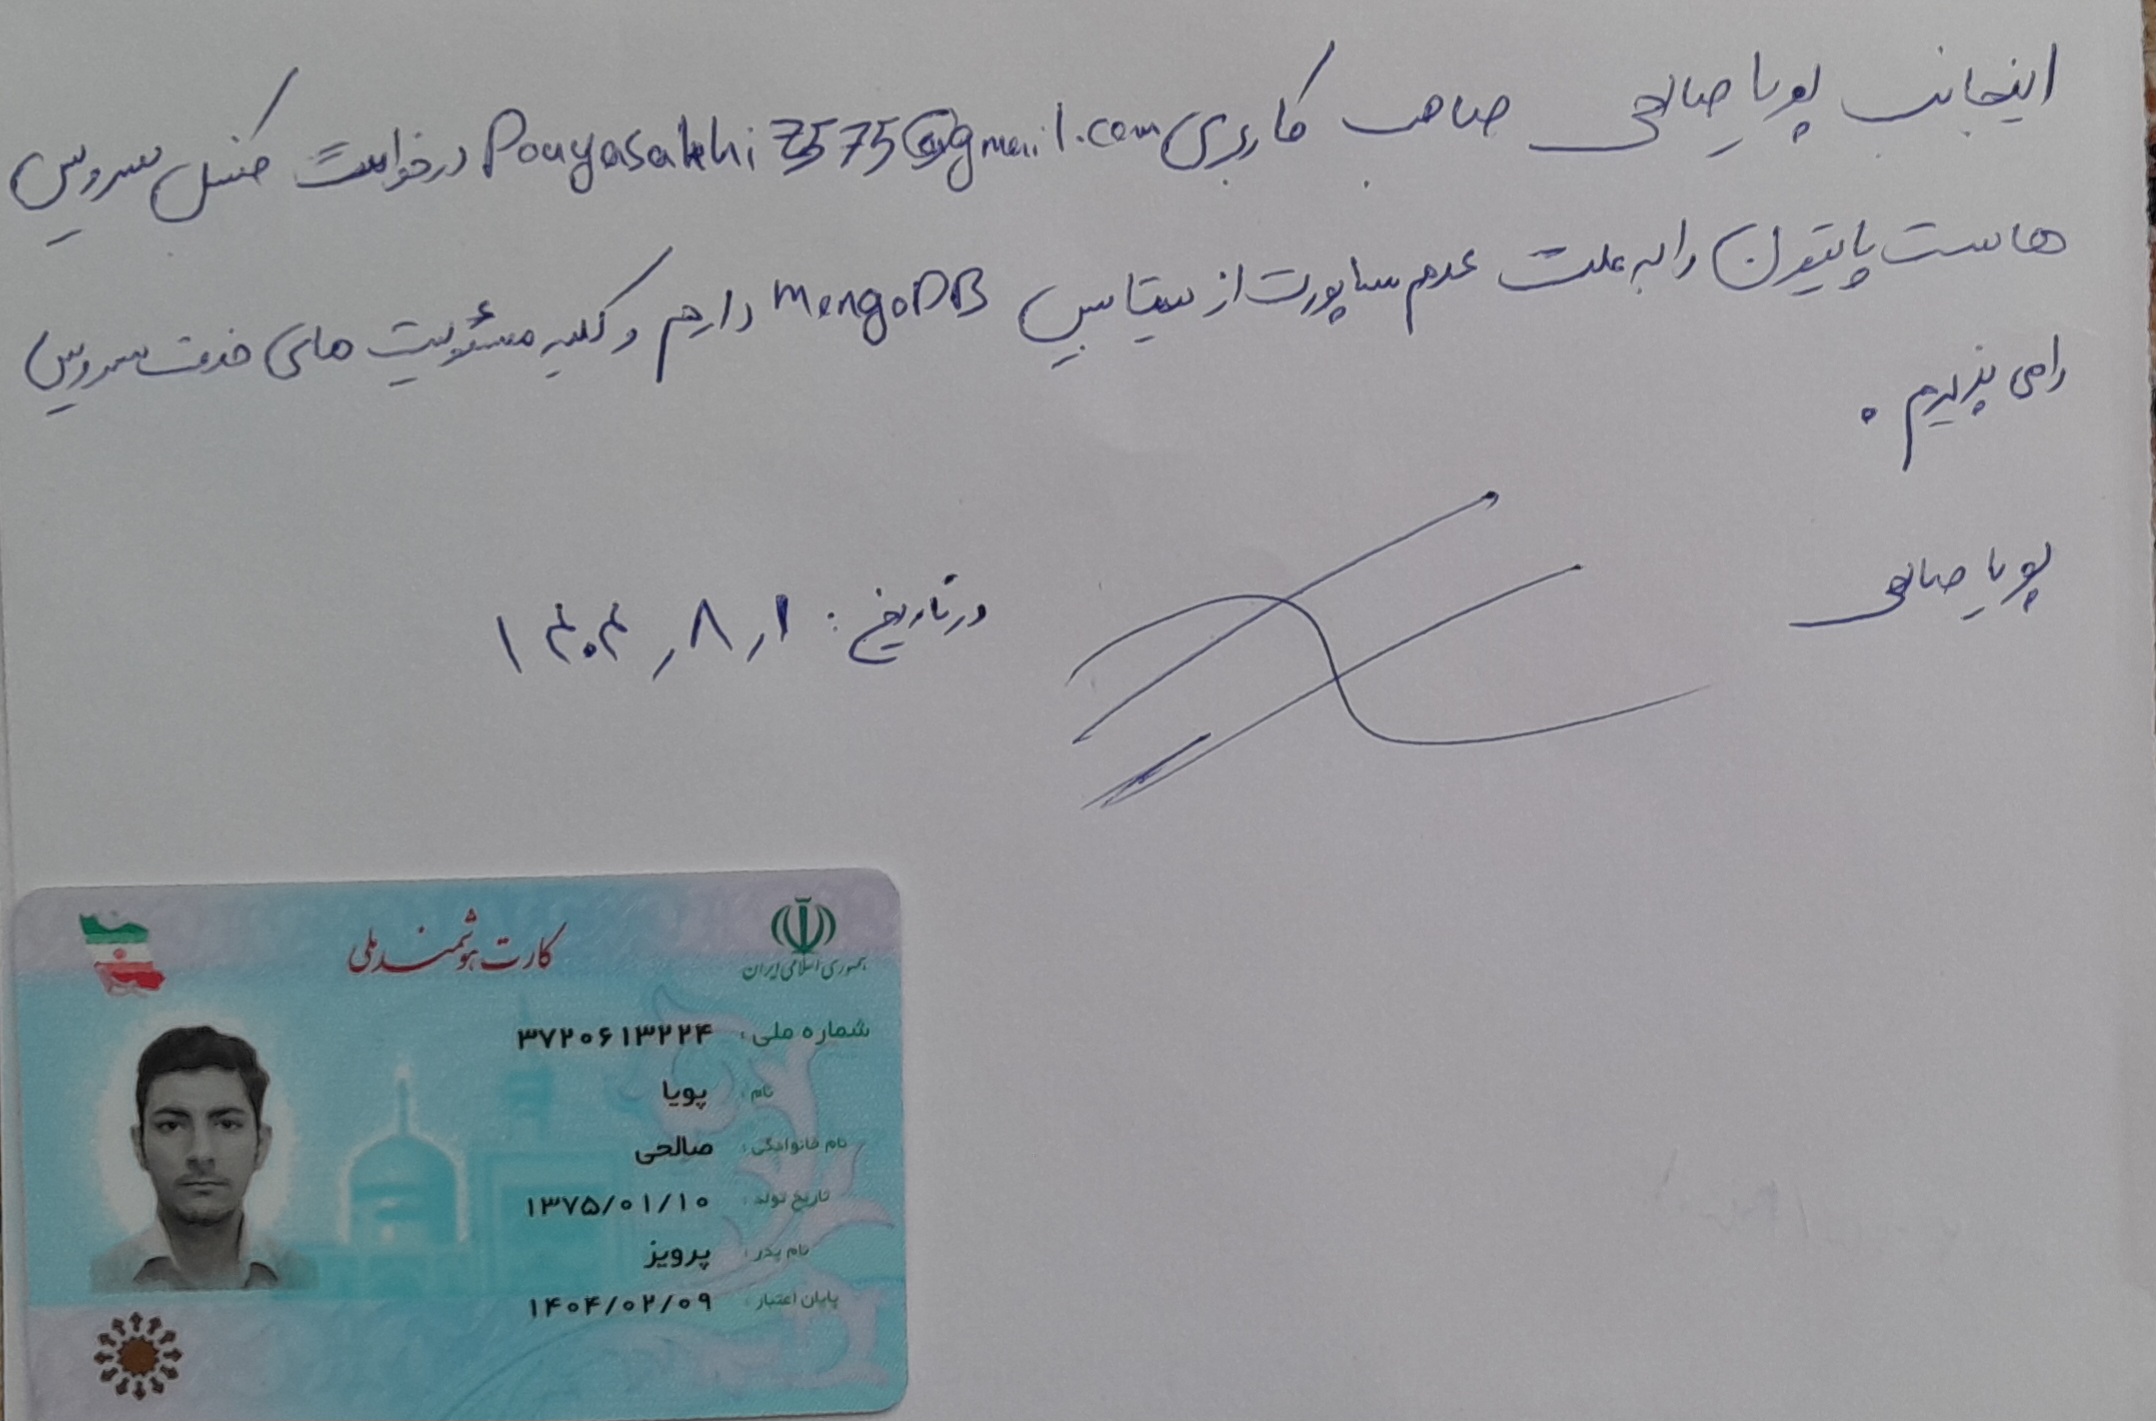 اینجانب پویا صالحی صاحب کاربری Pouyasalehi7575@gmail.com درخواست کنسل سرویس
هاست پایتون را به علت عدم ساپورت از دیتابیس MongoDB دارم و کلیه مسئولیت های حذف سرویس
را می پذیرم .
پویا صالحی
در تاریخ : ۱۴۰۴٫۸٫۱
جمهوری اسلامی ایران
کارت هوشمند ملی
شماره ملی : ۳۷۲۰۶۱۳۲۲۴
نام : پویا
نام خانوادگی : صالحی
تاریخ تولد : ۱۳۷۵/۰۱/۱۰
نام پدر : پرویز
پایان اعتبار : ۱۴۰۴/۰۲/۰۹